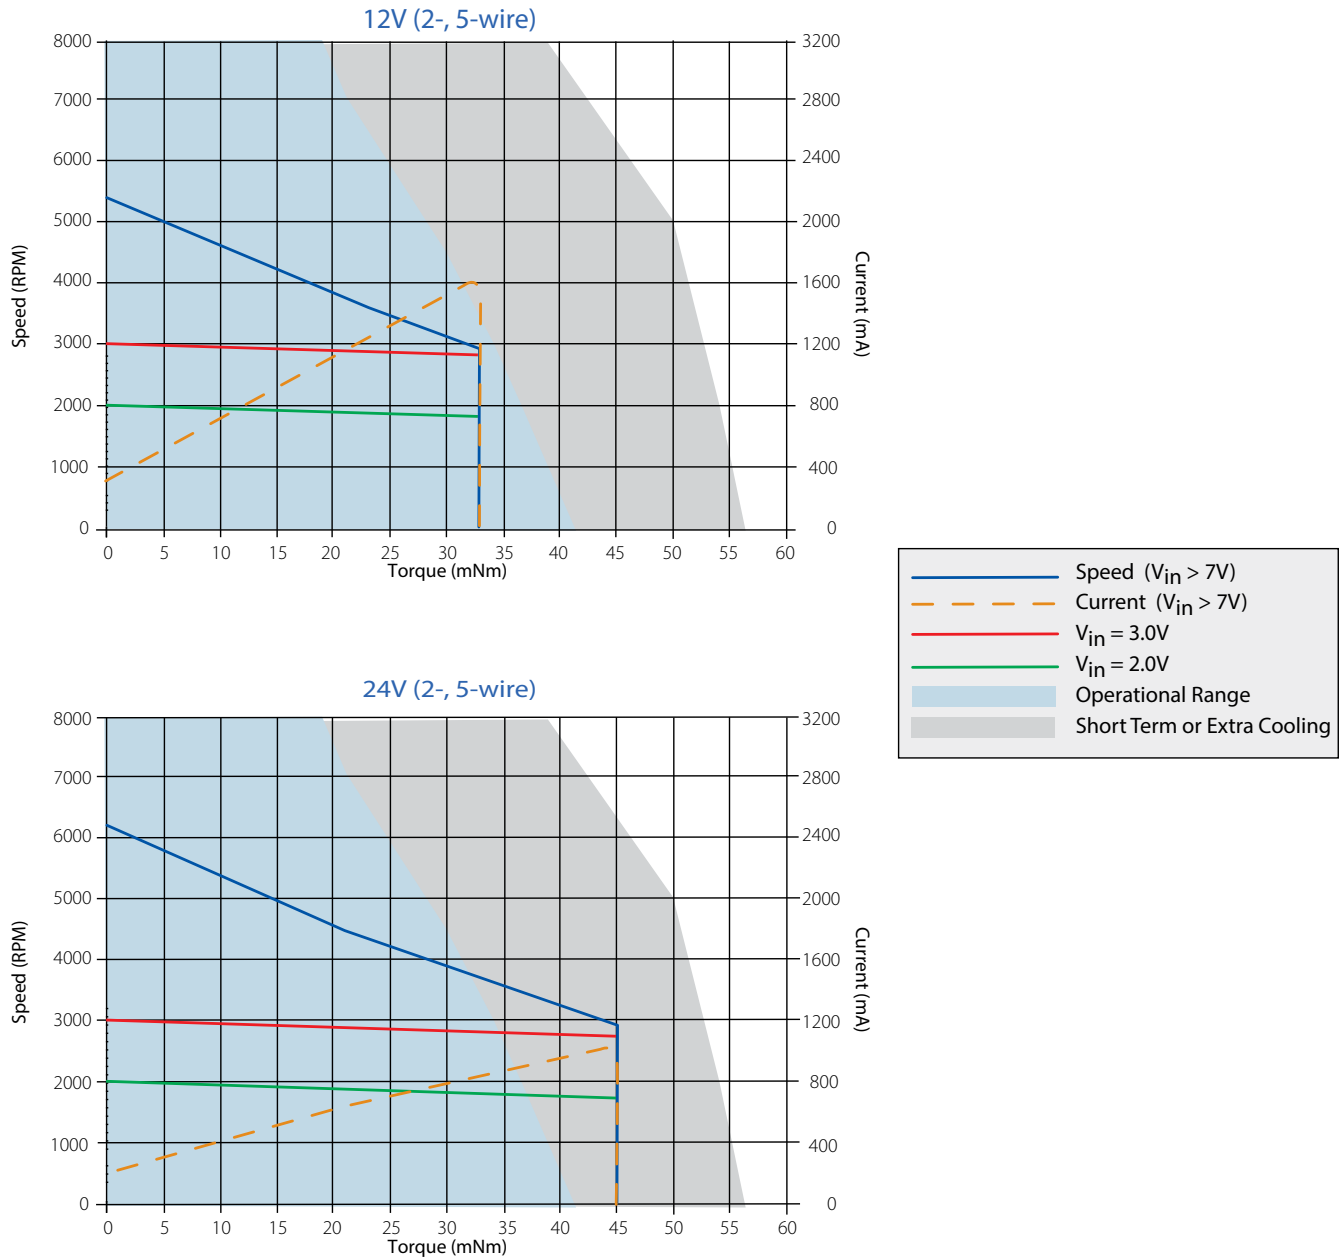 12V (2-, 5-wire)
8000 3200
7000 2800
6000 2400
5000 2000
4000 1600
3000 1200
2000 800
1000 400
0 0
Speed (RPM)
Current (mA)
0 5 10 15 20 25 30 35 40 45 50 55 60
Torque (mNm)
Speed (Vin > 7V)
Current (Vin > 7V)
Vin = 3.0V
Vin = 2.0V
Operational Range
Short Term or Extra Cooling
24V (2-, 5-wire)
8000 3200
7000 2800
6000 2400
5000 2000
4000 1600
3000 1200
2000 800
1000 400
0 0
Speed (RPM)
Current (mA)
0 5 10 15 20 25 30 35 40 45 50 55 60
Torque (mNm)